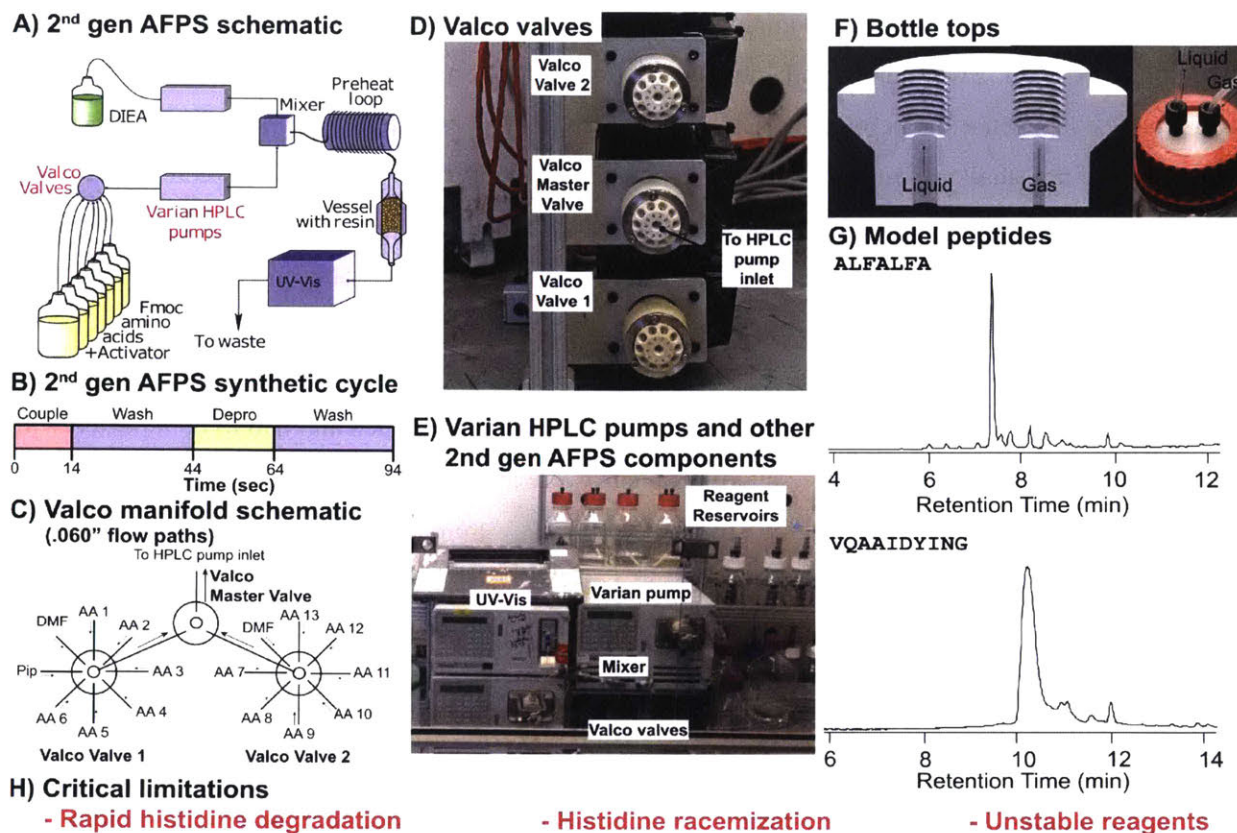 A) 2nd gen AFPS schematic
DIEA
Mixer
Preheat
loop
Valco
Valves
Varian HPLC
pumps
Vessel
with resin
UV-Vis
Fmoc
amino
acids
+Activator
To waste
B) 2nd gen AFPS synthetic cycle
Couple Wash Depro Wash
0 14 44 64 94
Time (sec)
C) Valco manifold schematic
(.060" flow paths)
To HPLC pump inlet
Valco
Master Valve
DMF
AA 1
AA 2
AA 3
AA 4
AA 5
AA 6
Pip
DMF
AA 13
AA 12
AA 11
AA 10
AA 9
AA 8
AA 7
Valco Valve 1
Valco Valve 2
D) Valco valves
Valco
Valve 2
Valco
Master
Valve
To HPLC
pump
inlet
Valco
Valve 1
E) Varian HPLC pumps and other
2nd gen AFPS components
Reagent
Reservoirs
UV-Vis
Varian pump
Mixer
Valco valves
F) Bottle tops
Liquid
Gas
Liquid
Gas
G) Model peptides
ALFALFA
4 6 8 10 12
Retention Time (min)
VQAAIDYING
6 8 10 12 14
Retention Time (min)
H) Critical limitations
- Rapid histidine degradation
- Histidine racemization
- Unstable reagents